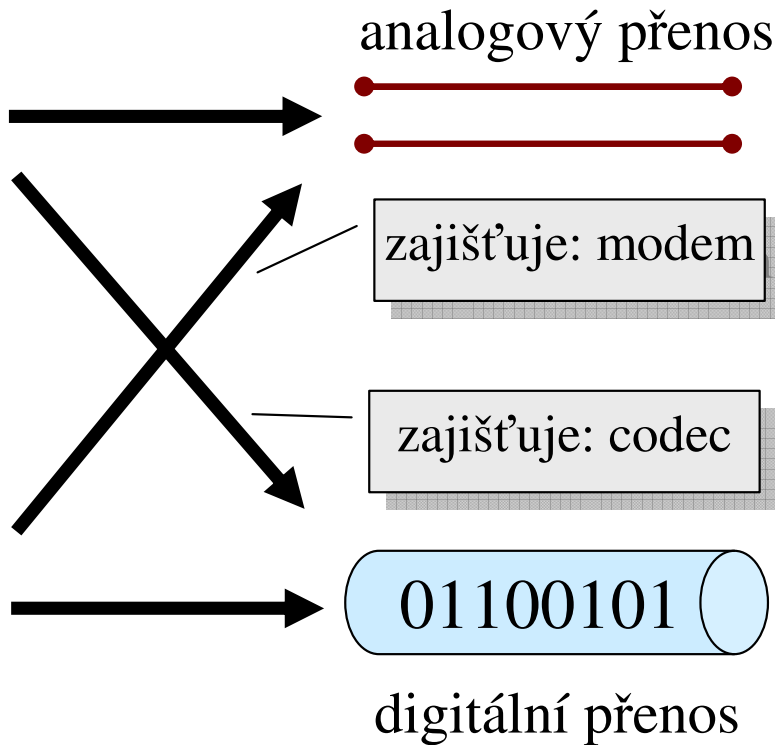 analogový přenos
zajišťuje: modem
zajišťuje: codec
01100101
digitální přenos